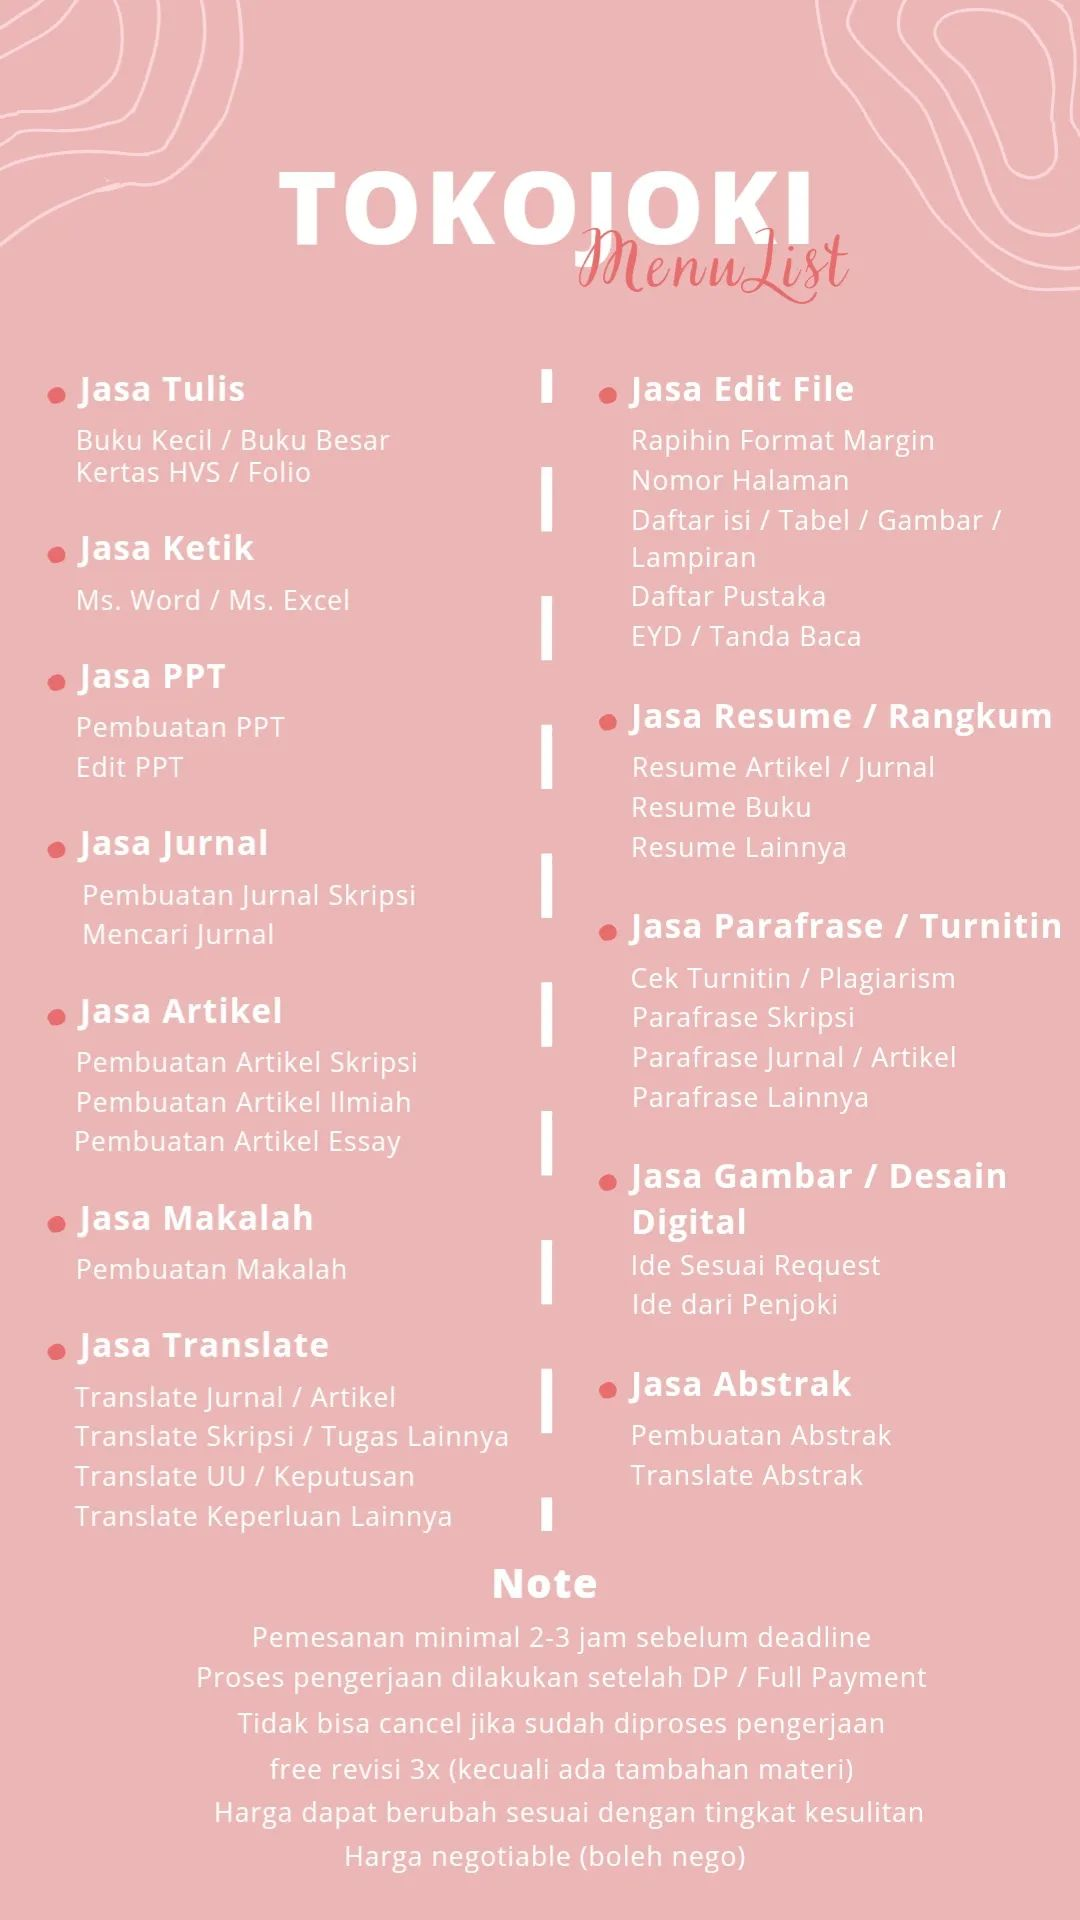 TOKOJOKI
Menu List
Jasa Tulis
Buku Kecil / Buku Besar
Kertas HVS / Folio
Jasa Ketik
Ms. Word / Ms. Excel
Jasa PPT
Pembuatan PPT
Edit PPT
Jasa Jurnal
Pembuatan Jurnal Skripsi
Mencari Jurnal
Jasa Artikel
Pembuatan Artikel Skripsi
Pembuatan Artikel Ilmiah
Pembuatan Artikel Essay
Jasa Makalah
Pembuatan Makalah
Jasa Translate
Translate Jurnal / Artikel
Translate Skripsi / Tugas Lainnya
Translate UU / Keputusan
Translate Keperluan Lainnya
Jasa Edit File
Rapihin Format Margin
Nomor Halaman
Daftar isi / Tabel / Gambar /
Lampiran
Daftar Pustaka
EYD / Tanda Baca
Jasa Resume / Rangkum
Resume Artikel / Jurnal
Resume Buku
Resume Lainnya
Jasa Parafrase / Turnitin
Cek Turnitin / Plagiarism
Parafrase Skripsi
Parafrase Jurnal / Artikel
Parafrase Lainnya
Jasa Gambar / Desain
Digital
Ide Sesuai Request
Ide dari Penjoki
Jasa Abstrak
Pembuatan Abstrak
Translate Abstrak
Note
Pemesanan minimal 2-3 jam sebelum deadline
Proses pengerjaan dilakukan setelah DP / Full Payment
Tidak bisa cancel jika sudah diproses pengerjaan
free revisi 3x (kecuali ada tambahan materi)
Harga dapat berubah sesuai dengan tingkat kesulitan
Harga negotiable (boleh nego)